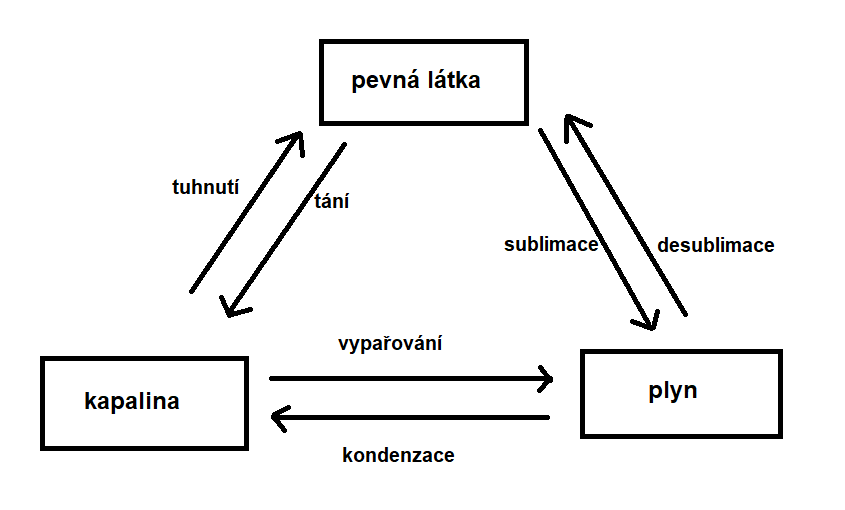 pevná látka
tuhnutí
tání
sublimace
desublimace
vypařování
kapalina
plyn
kondenzace